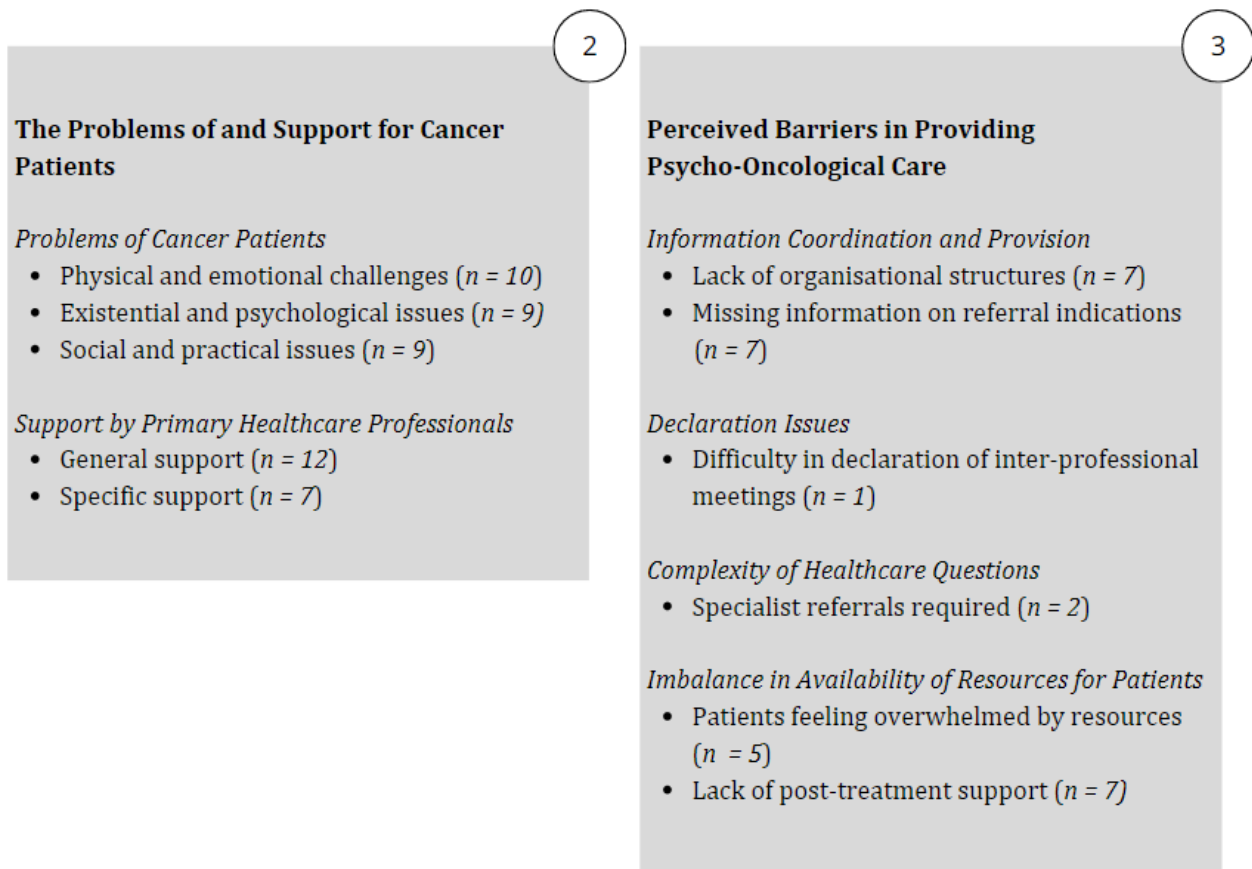 2
The Problems of and Support for Cancer
Patients
Problems of Cancer Patients
• Physical and emotional challenges (n = 10)
• Existential and psychological issues (n = 9)
• Social and practical issues (n = 9)
Support by Primary Healthcare Professionals
• General support (n = 12)
• Specific support (n = 7)
3
Perceived Barriers in Providing
Psycho-Oncological Care
Information Coordination and Provision
• Lack of organisational structures (n = 7)
• Missing information on referral indications
(n = 7)
Declaration Issues
• Difficulty in declaration of inter-professional
meetings (n = 1)
Complexity of Healthcare Questions
• Specialist referrals required (n = 2)
Imbalance in Availability of Resources for Patients
• Patients feeling overwhelmed by resources
(n = 5)
• Lack of post-treatment support (n = 7)